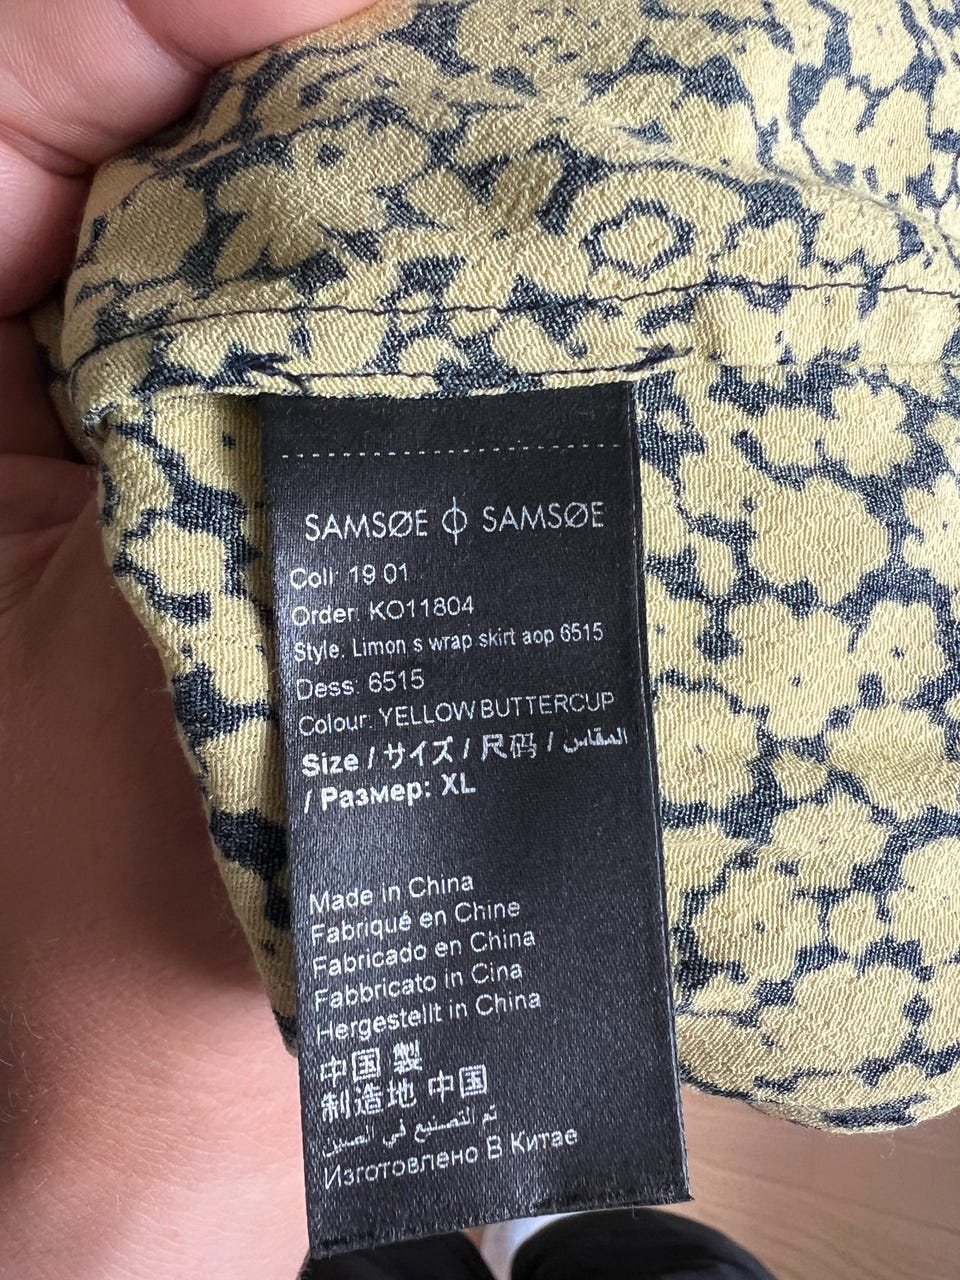 SAMSØE ϕ SAMSØE
Coll: 19 01
Order: KO11804
Style: Limon s wrap skirt aop 6515
Dess: 6515
Colour: YELLOW BUTTERCUP
Size / サイズ / 尺码 / المقاس
/ Размер: XL
Made in China
Fabriqué en Chine
Fabricado en China
Fabbricato in Cina
Hergestellt in China
中国 製
制造地 中国
تم التصنيع في الصين
Изготовлено В Китае